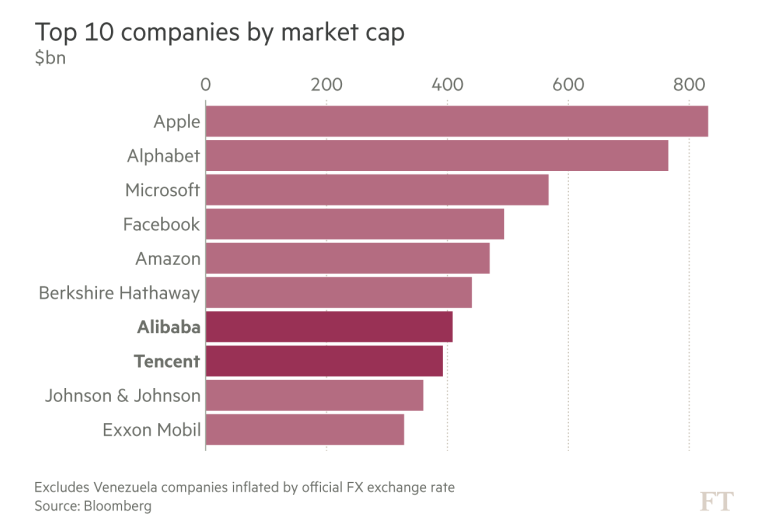 Top 10 companies by market cap
$bn
0 200 400 600 800
Apple
Alphabet
Microsoft
Facebook
Amazon
Berkshire Hathaway
Alibaba
Tencent
Johnson & Johnson
Exxon Mobil
Excludes Venezuela companies inflated by official FX exchange rate
Source: Bloomberg
FT